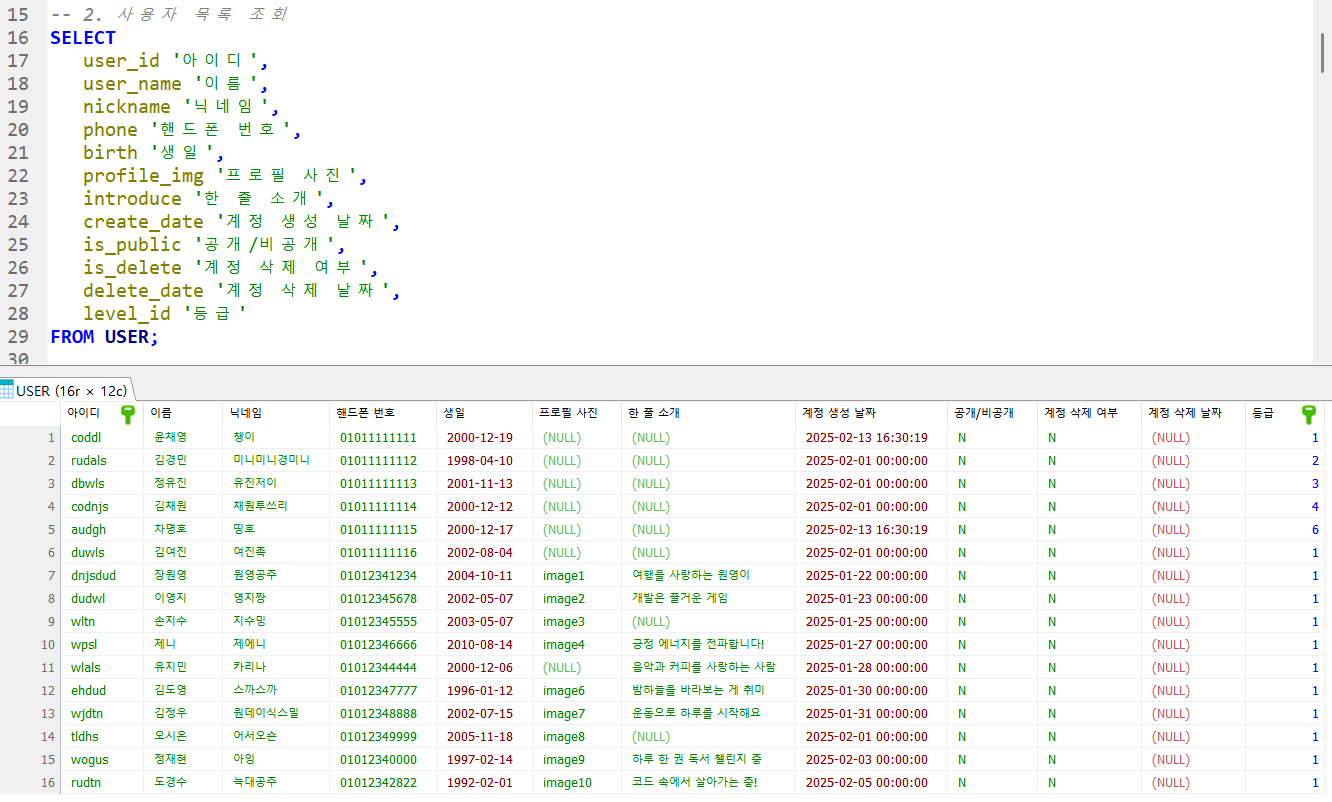 15 -- 2. 사용자 목록 조회
16 SELECT
17 user_id '아이디',
18 user_name '이름',
19 nickname '닉네임',
20 phone '핸드폰 번호',
21 birth '생일',
22 profile_img '프로필 사진',
23 introduce '한 줄 소개',
24 create_date '계정 생성 날짜',
25 is_public '공개/비공개',
26 is_delete '계정 삭제 여부',
27 delete_date '계정 삭제 날짜',
28 level_id '등급'
29 FROM USER;
30
USER (16r × 12c)
아이디 이름 닉네임 핸드폰 번호 생일 프로필 사진 한 줄 소개 계정 생성 날짜 공개/비공개 계정 삭제 여부 계정 삭제 날짜 등급
1 coddl 윤채영 챙이 01011111111 2000-12-19 (NULL) (NULL) 2025-02-13 16:30:19 N N (NULL) 1
2 rudals 김경민 미니미니경미니 01011111112 1998-04-10 (NULL) (NULL) 2025-02-01 00:00:00 N N (NULL) 2
3 dbwls 정유진 유진저이 01011111113 2001-11-13 (NULL) (NULL) 2025-02-01 00:00:00 N N (NULL) 3
4 codnjs 김채원 채원투쓰리 01011111114 2000-12-12 (NULL) (NULL) 2025-02-01 00:00:00 N N (NULL) 4
5 audgh 차명호 띵호 01011111115 2000-12-17 (NULL) (NULL) 2025-02-13 16:30:19 N N (NULL) 6
6 duwls 김여진 여진족 01011111116 2002-08-04 (NULL) (NULL) 2025-02-01 00:00:00 N N (NULL) 1
7 dnjsdud 장원영 원영공주 01012341234 2004-10-11 image1 여행을 사랑하는 원영이 2025-01-22 00:00:00 N N (NULL) 1
8 dudwl 이영지 영지짱 01012345678 2002-05-07 image2 개발은 즐거운 게임 2025-01-23 00:00:00 N N (NULL) 1
9 wltn 손지수 지수밍 01012345555 2003-05-07 image3 (NULL) 2025-01-25 00:00:00 N N (NULL) 1
10 wpsl 제니 제에니 01012346666 2010-08-14 image4 긍정 에너지를 전파합니다! 2025-01-27 00:00:00 N N (NULL) 1
11 wlals 유지민 카리나 01012344444 2000-12-06 (NULL) 음악과 커피를 사랑하는 사람 2025-01-28 00:00:00 N N (NULL) 1
12 ehdud 김도영 스까스까 01012347777 1996-01-12 image6 밤하늘을 바라보는 게 취미 2025-01-30 00:00:00 N N (NULL) 1
13 wjdtn 김정우 원데이식스밀 01012348888 2002-07-15 image7 운동으로 하루를 시작해요 2025-01-31 00:00:00 N N (NULL) 1
14 tldhs 오시온 어서오숀 01012349999 2005-11-18 image8 (NULL) 2025-02-01 00:00:00 N N (NULL) 1
15 wogus 정재현 아잉 01012340000 1997-02-14 image9 하루 한 권 독서 챌린지 중 2025-02-03 00:00:00 N N (NULL) 1
16 rudtn 도경수 늑대공주 01012342822 1992-02-01 image10 코드 속에서 살아가는 중! 2025-02-05 00:00:00 N N (NULL) 1